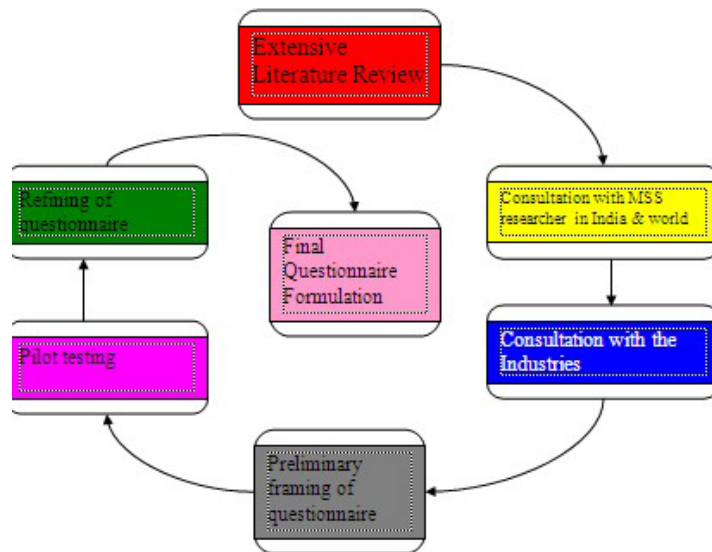 Extensive
Literature Review
Consultation with MSS
researcher in India & world
Consultation with the
Industries
Preliminary
framing of
questionnaire
Pilot testing
Refining of
questionnaire
Final
Questionnaire
Formulation